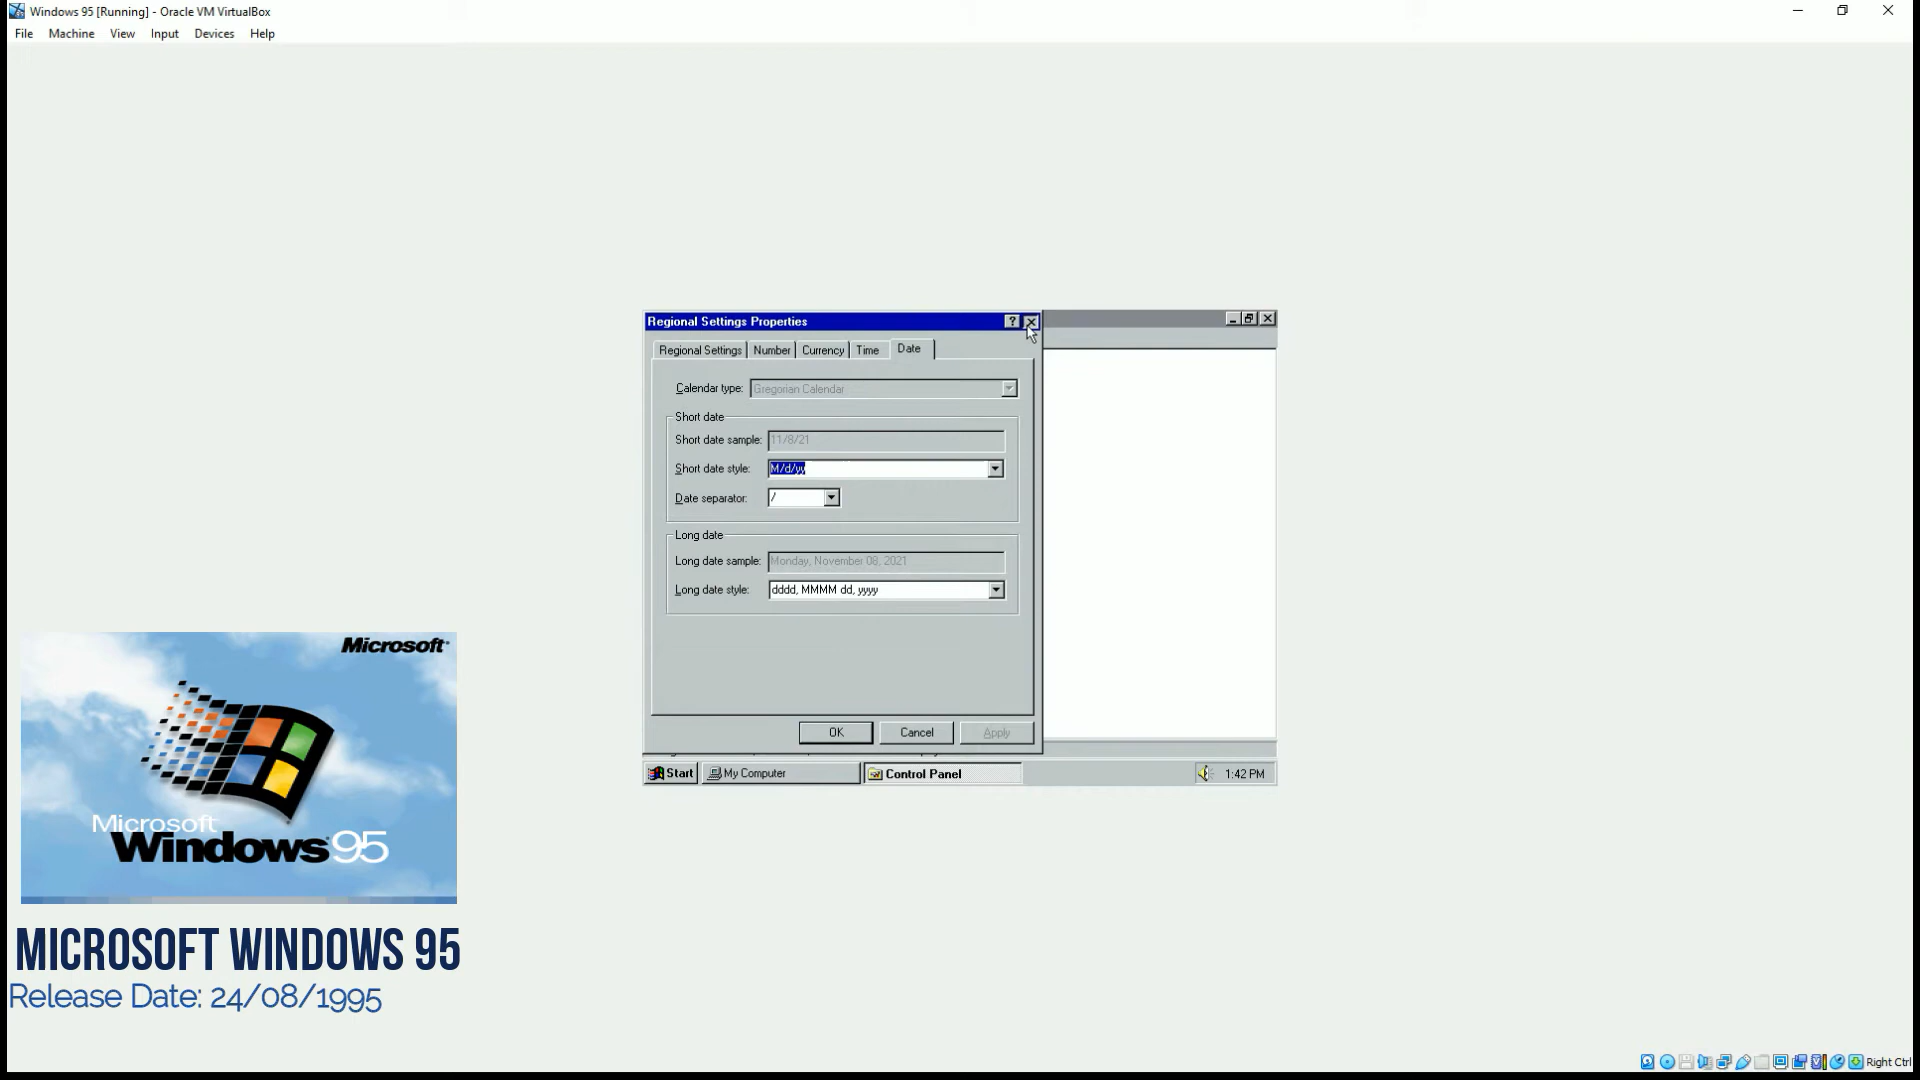 Windows 95 [Running] - Oracle VM VirtualBox
File Machine View Input Devices Help
Regional Settings Properties
Regional Settings Number Currency Time Date
Calendar type: Gregorian Calendar
Short date
Short date sample: 11/8/21
Short date style: M/d/yy
Date separator: /
Long date
Long date sample: Monday, November 08, 2021
Long date style: dddd, MMMM dd, yyyy
OK Cancel Apply
Start My Computer Control Panel 1:42 PM
Microsoft
Microsoft
Windows 95
MICROSOFT WINDOWS 95
Release Date: 24/08/1995
Right Ctrl